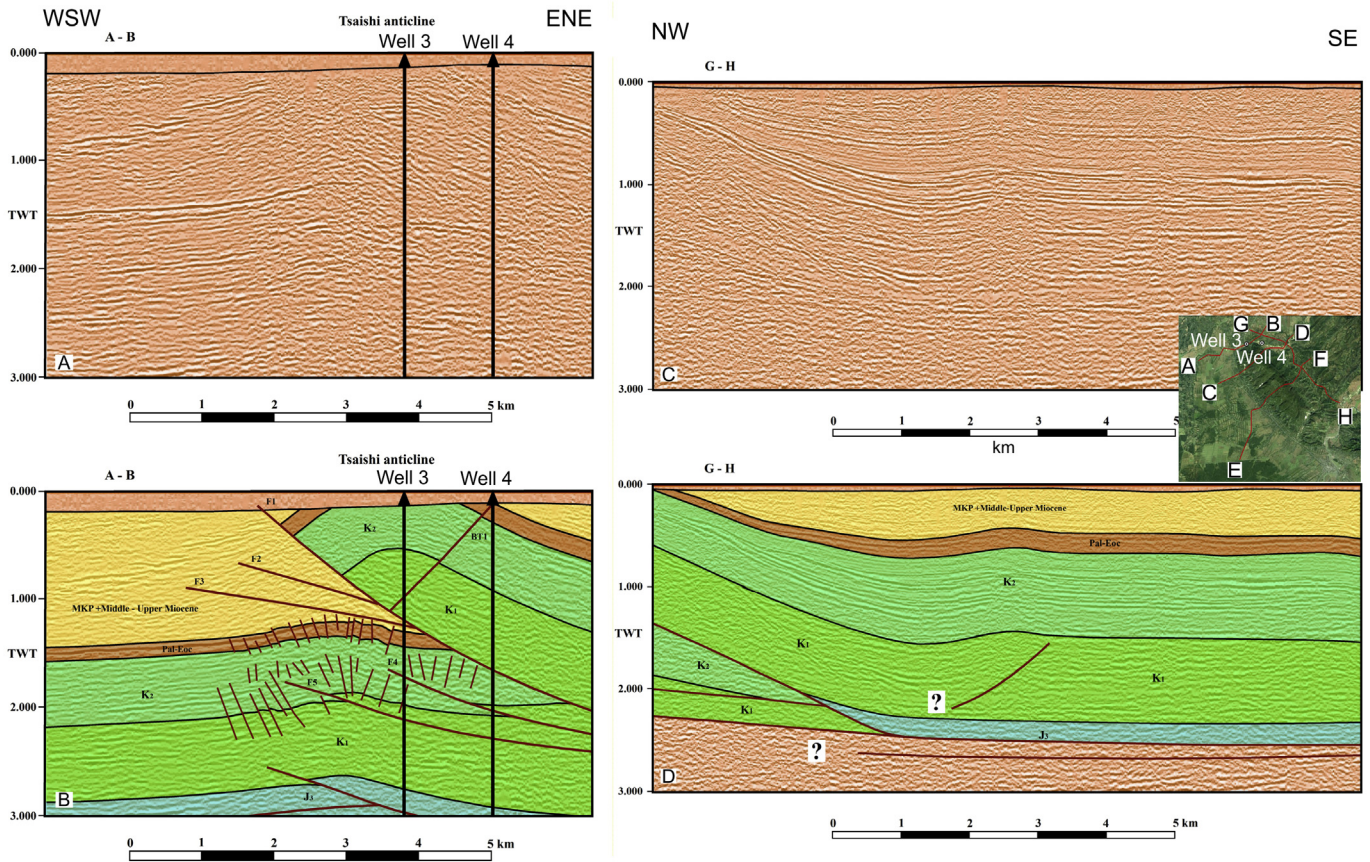 WSW
ENE
Tsaishi anticline
A - B
Well 3
Well 4
0.000
1.000
TWT
2.000
3.000
A
0
1
2
3
4
5 km
NW
SE
G - H
0.000
1.000
TWT
2.000
3.000
C
0
1
2
3
4
5
km
G
B
D
Well 3
F
A
Well 4
C
H
E
A - B
Tsaishi anticline
Well 3
Well 4
0.000
1.000
TWT
2.000
3.000
F1
K2
BT1
F2
F3
K1
MKP +Middle - Upper Miocene
Pal-Eoc
F4
K2
F5
K1
J3
B
0
1
2
3
4
5 km
G - H
0.000
1.000
TWT
2.000
3.000
MKP +Middle-Upper Miocene
Pal-Eoc
K2
K1
K2
K1
K1
?
J3
?
D
0
1
2
3
4
5 km